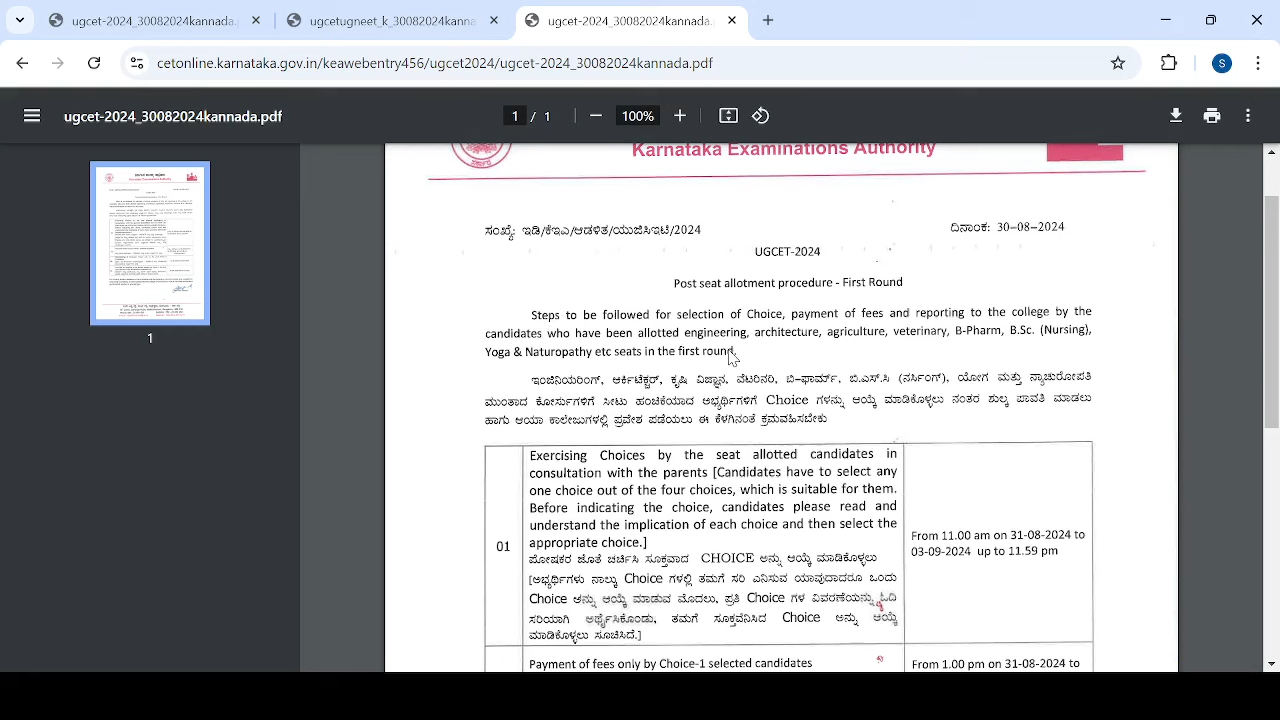 ugcet-2024_30082024kannada.p
ugcetugneet_k_30082024kanna
ugcet-2024_30082024kannada.
cetonline.karnataka.gov.in/keawebentry456/ugcet2024/ugcet-2024_30082024kannada.pdf
S
ugcet-2024_30082024kannada.pdf
1 / 1
100%
1
Karnataka Examinations Authority
-2024
UGCET-2024
Post seat allotment procedure - First Round
Steps to be followed for selection of Choice, payment of fees and reporting to the college by the
candidates who have been allotted engineering, architecture, agriculture, veterinary, B-Pharm, B.Sc. (Nursing),
Yoga & Naturopathy etc seats in the first round.
ಇಂಜಿನಿಯರಿಂಗ್, ಆರ್ಕಿಟೆಕ್ಚರ್, ಕೃಷಿ ವಿಜ್ಞಾನ, ವೆಟರಿನರಿ, ಬಿ–ಫಾರ್ಮ್, ಬಿ.ಎಸ್.ಸಿ (ನರ್ಸಿಂಗ್), ಯೋಗ ಮತ್ತು ನ್ಯಾಚುರೋಪತಿ
ಮುಂತಾದ ಕೋರ್ಸುಗಳಿಗೆ ಸೀಟು ಹಂಚಿಕೆಯಾದ ಅಭ್ಯರ್ಥಿಗಳಿಗೆ Choice ಗಳನ್ನು ಆಯ್ಕೆ ಮಾಡಿಕೊಳ್ಳಲು ನಂತರ ಶುಲ್ಕ ಪಾವತಿ ಮಾಡಲು
ಹಾಗು ಆಯಾ ಕಾಲೇಜುಗಳಲ್ಲಿ ಪ್ರವೇಶ ಪಡೆಯಲು ಈ ಕೆಳಗಿನಂತೆ ಕ್ರಮವಹಿಸಬೇಕು
01
Exercising Choices by the seat allotted candidates in
consultation with the parents [Candidates have to select any
one choice out of the four choices, which is suitable for them.
Before indicating the choice, candidates please read and
understand the implication of each choice and then select the
appropriate choice.]
ಪೋಷಕರ ಜೊತೆ ಚರ್ಚಿಸಿ ಸೂಕ್ತವಾದ CHOICE ಅನ್ನು ಆಯ್ಕೆ ಮಾಡಿಕೊಳ್ಳಲು
[ಅಭ್ಯರ್ಥಿಗಳು ನಾಲ್ಕು Choice ಗಳಲ್ಲಿ ತಮಗೆ ಸರಿ ಎನಿಸುವ ಯಾವುದಾದರೂ ಒಂದು
Choice ಅನ್ನು ಆಯ್ಕೆ ಮಾಡುವ ಮೊದಲು, ಪ್ರತಿ Choice ಗಳ ವಿವರಣೆಯನ್ನು ಓದಿ
ಸರಿಯಾಗಿ ಅರ್ಥೈಸಿಕೊಂಡು, ತಮಗೆ ಸೂಕ್ತವೆನಿಸಿದ Choice ಅನ್ನು ಆಯ್ಕೆ
ಮಾಡಿಕೊಳ್ಳಲು ಸೂಚಿಸಿದೆ.]
From 11.00 am on 31-08-2024 to
03-09-2024 up to 11.59 pm
Payment of fees only by Choice-1 selected candidates
From 1.00 pm on 31-08-2024 to